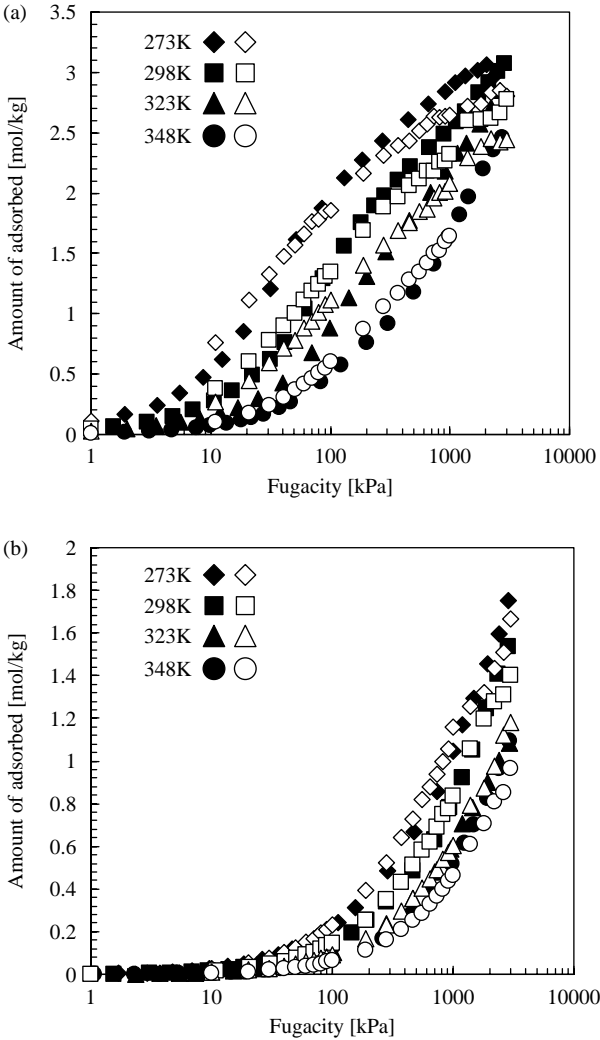 (a)
3.5
3
2.5
2
1.5
1
0.5
0
Amount of adsorbed [mol/kg]
273K
298K
323K
348K
1 10 100 1000 10000
Fugacity [kPa]
(b)
2
1.8
1.6
1.4
1.2
1
0.8
0.6
0.4
0.2
0
Amount of adsorbed [mol/kg]
273K
298K
323K
348K
1 10 100 1000 10000
Fugacity [kPa]